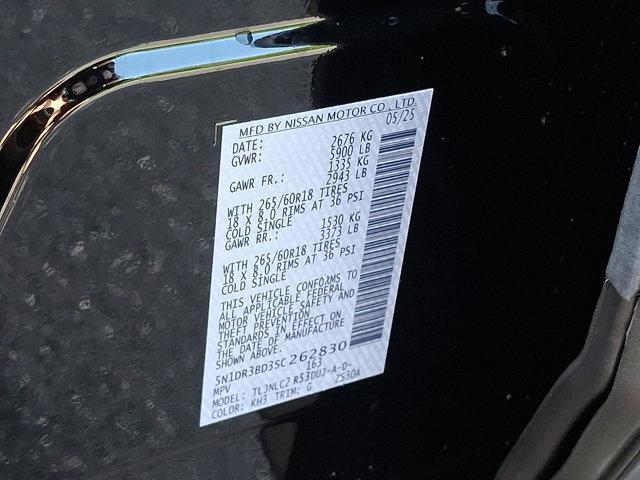 MFD BY NISSAN MOTOR CO., LTD.
DATE: 05/25
GVWR: 2676 KG
5900 LB
GAWR FR.: 1335 KG
2943 LB
WITH 265/60R18 TIRES
18 X 8.0 RIMS AT 36 PSI
COLD SINGLE
GAWR RR.: 1530 KG
3373 LB
WITH 265/60R18 TIRES
18 X 8.0 RIMS AT 36 PSI
COLD SINGLE
THIS VEHICLE CONFORMS TO
ALL APPLICABLE FEDERAL
MOTOR VEHICLE SAFETY AND
THEFT PREVENTION
STANDARDS IN EFFECT ON
THE DATE OF MANUFACTURE
SHOWN ABOVE.
5N1DR3BD3SC262830
MPV 163
MODEL: TLJNLC2 R53DUJ-A-D-
COLOR: KH3 TRIM: G ZS30A